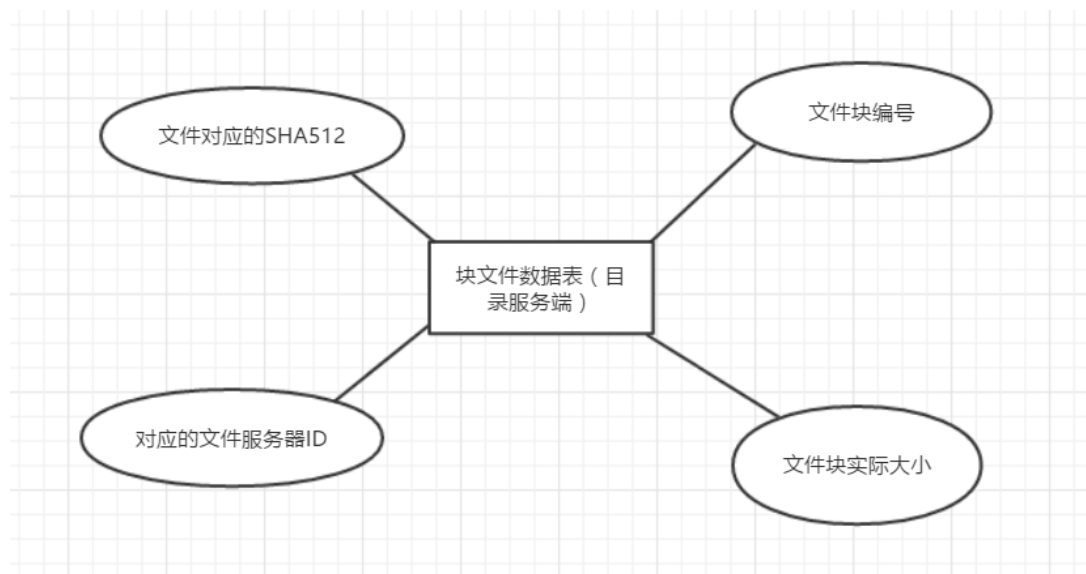 文件对应的SHA512
文件块编号
块文件数据表（目
录服务端）
对应的文件服务器ID
文件块实际大小